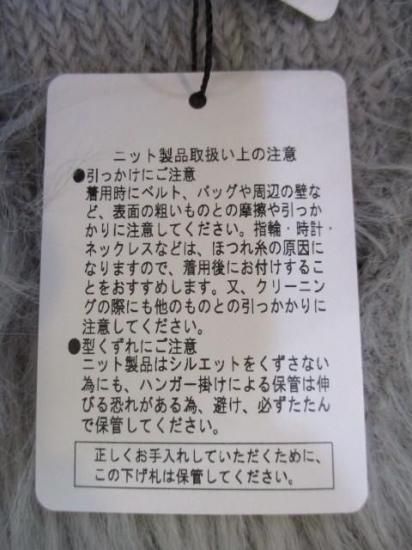 ニット製品取扱い上の注意
●引っかけにご注意
着用時にベルト、バッグや周辺の壁な
ど、表面の粗いものとの摩擦や引っか
かりに注意してください。指輪・時計・
ネックレスなどは、ほつれ糸の原因に
なりますので、着用後にお付けするこ
とをおすすめします。又、クリーニン
グの際にも他のものとの引っかかりに
注意してください。
●型くずれにご注意
ニット製品はシルエットをくずさない
為にも、ハンガー掛けによる保管は伸
びる恐れがある為、避け、必ずたたん
で保管してください。
正しくお手入れしていただくために、
この下げ札は保管してください。